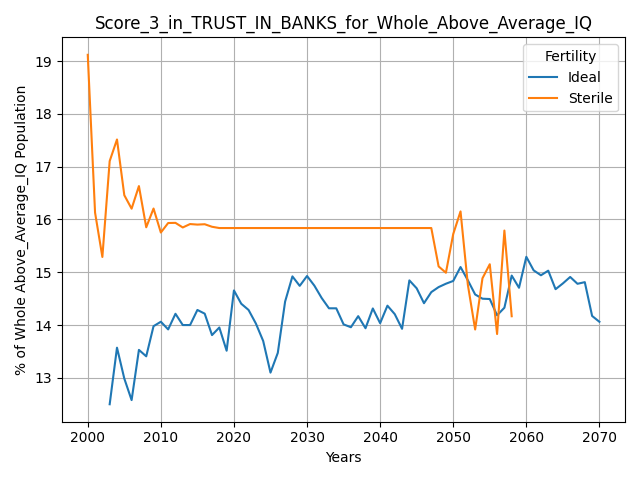 Score_3_in_TRUST_IN_BANKS_for_Whole_Above_Average_IQ
% of Whole Above_Average_IQ Population
19
18
17
16
15
14
13
Fertility
Ideal
Sterile
2000 2010 2020 2030 2040 2050 2060 2070
Years